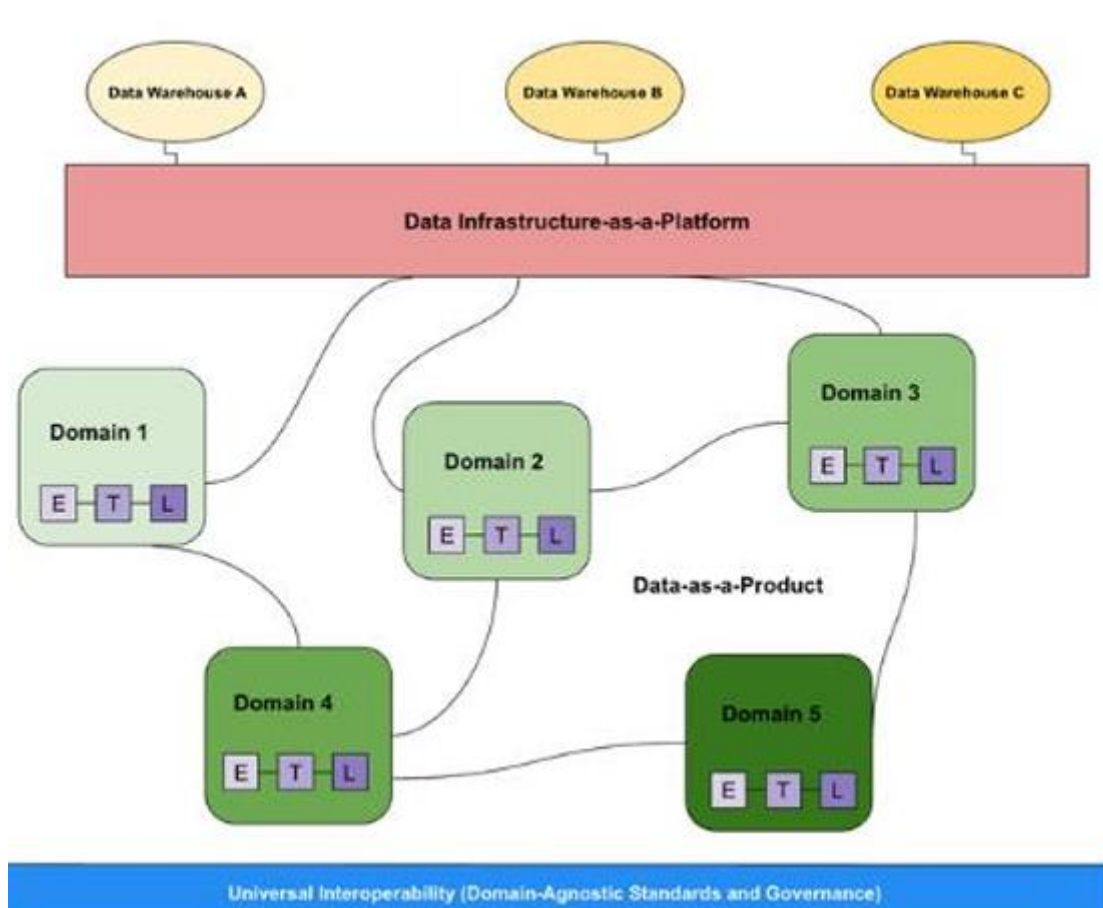 Data Warehouse A
Data Warehouse B
Data Warehouse C
Data Infrastructure-as-a-Platform
Domain 1
E T L
Domain 2
E T L
Domain 3
E T L
Data-as-a-Product
Domain 4
E T L
Domain 5
E T L
Universal Interoperability (Domain-Agnostic Standards and Governance)